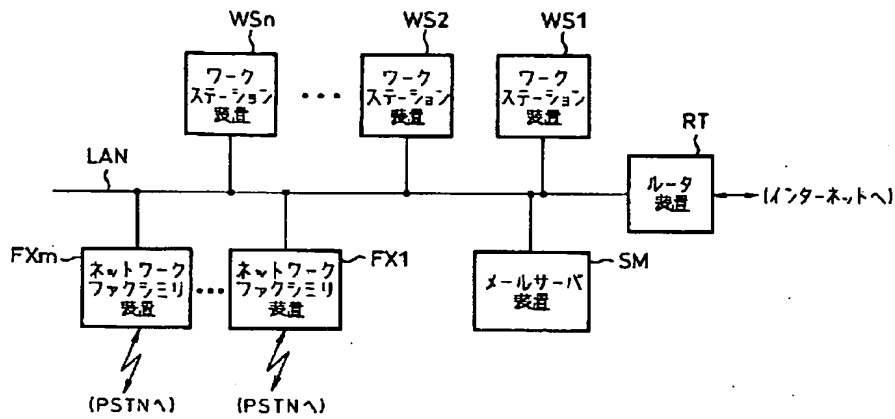 WSn
WS2
WS1
ワーク
ステーション
装置
...
ワーク
ステーション
装置
ワーク
ステーション
装置
RT
LAN
ルータ
装置
(インターネットへ)
FXm
ネットワーク
ファクシミリ
装置
...
ネットワーク
ファクシミリ
装置
FX1
メールサーバ
装置
SM
(PSTNへ)
(PSTNへ)